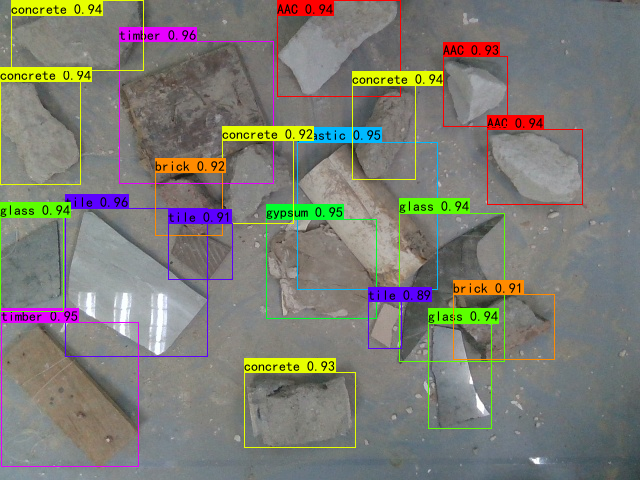 concrete 0.94
AAC 0.94
timber 0.96
AAC 0.93
concrete 0.94
concrete 0.94
AAC 0.94
concrete 0.92
astic 0.95
brick 0.92
tile 0.96
glass 0.94
tile 0.91
gypsum 0.95
glass 0.94
brick 0.91
tile 0.89
timber 0.95
glass 0.94
concrete 0.93